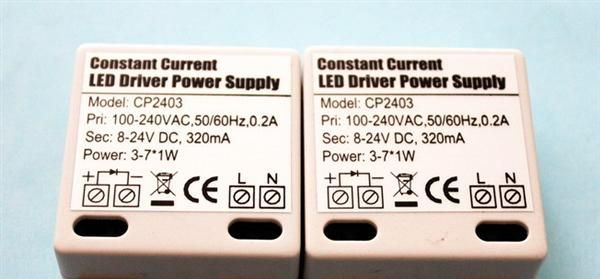 Constant Current
LED Driver Power Supply
Model: CP2403
Pri: 100-240VAC,50/60Hz,0.2A
Sec: 8-24V DC, 320mA
Power: 3-7*1W
+ - CE L N
Constant Current
LED Driver Power Supply
Model: CP2403
Pri: 100-240VAC,50/60Hz,0.2A
Sec: 8-24V DC, 320mA
Power: 3-7*1W
+ - CE L N